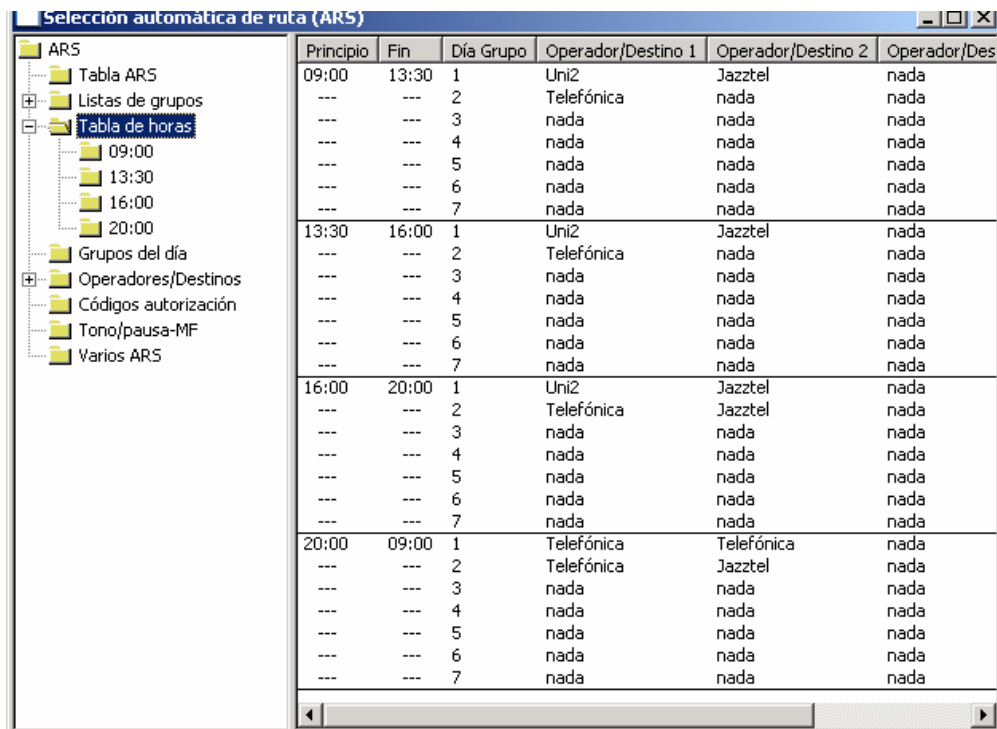 Selección automática de ruta (ARS)
ARS
Tabla ARS
Listas de grupos
Tabla de horas
09:00
13:30
16:00
20:00
Grupos del día
Operadores/Destinos
Códigos autorización
Tono/pausa-MF
Varios ARS
Principio Fin Día Grupo Operador/Destino 1 Operador/Destino 2 Operador/Des
09:00 13:30 1 Uni2 Jazztel nada
--- --- 2 Telefónica nada nada
--- --- 3 nada nada nada
--- --- 4 nada nada nada
--- --- 5 nada nada nada
--- --- 6 nada nada nada
--- --- 7 nada nada nada
13:30 16:00 1 Uni2 Jazztel nada
--- --- 2 Telefónica nada nada
--- --- 3 nada nada nada
--- --- 4 nada nada nada
--- --- 5 nada nada nada
--- --- 6 nada nada nada
--- --- 7 nada nada nada
16:00 20:00 1 Uni2 Jazztel nada
--- --- 2 Telefónica Jazztel nada
--- --- 3 nada nada nada
--- --- 4 nada nada nada
--- --- 5 nada nada nada
--- --- 6 nada nada nada
--- --- 7 nada nada nada
20:00 09:00 1 Telefónica Telefónica nada
--- --- 2 Telefónica Jazztel nada
--- --- 3 nada nada nada
--- --- 4 nada nada nada
--- --- 5 nada nada nada
--- --- 6 nada nada nada
--- --- 7 nada nada nada